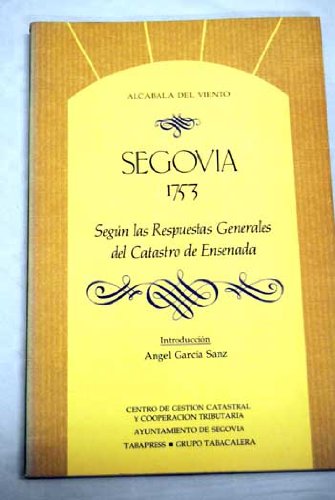 ALCABALA DEL VIENTO
SEGOVIA
1753
Según las Respuestas Generales
del Catastro de Ensenada
Introducción
Angel García Sanz
CENTRO DE GESTION CATASTRAL
Y COOPERACION TRIBUTARIA
AYUNTAMIENTO DE SEGOVIA
TABAPRESS ■ GRUPO TABACALERA